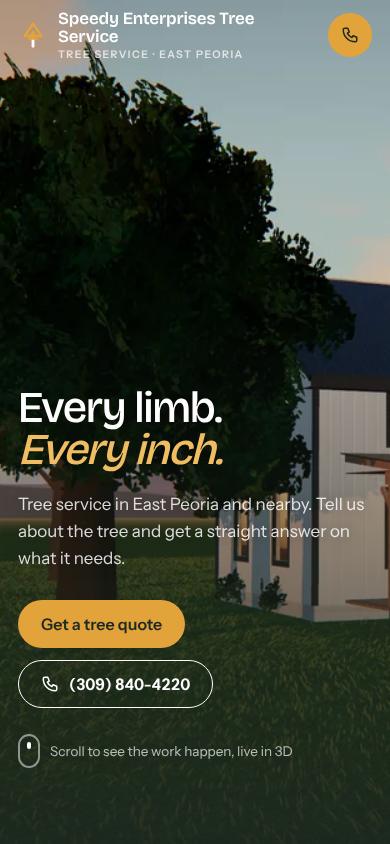 Speedy Enterprises Tree
Service
TREE SERVICE · EAST PEORIA
Every limb.
Every inch.
Tree service in East Peoria and nearby. Tell us
about the tree and get a straight answer on
what it needs.
Get a tree quote
(309) 840-4220
Scroll to see the work happen, live in 3D